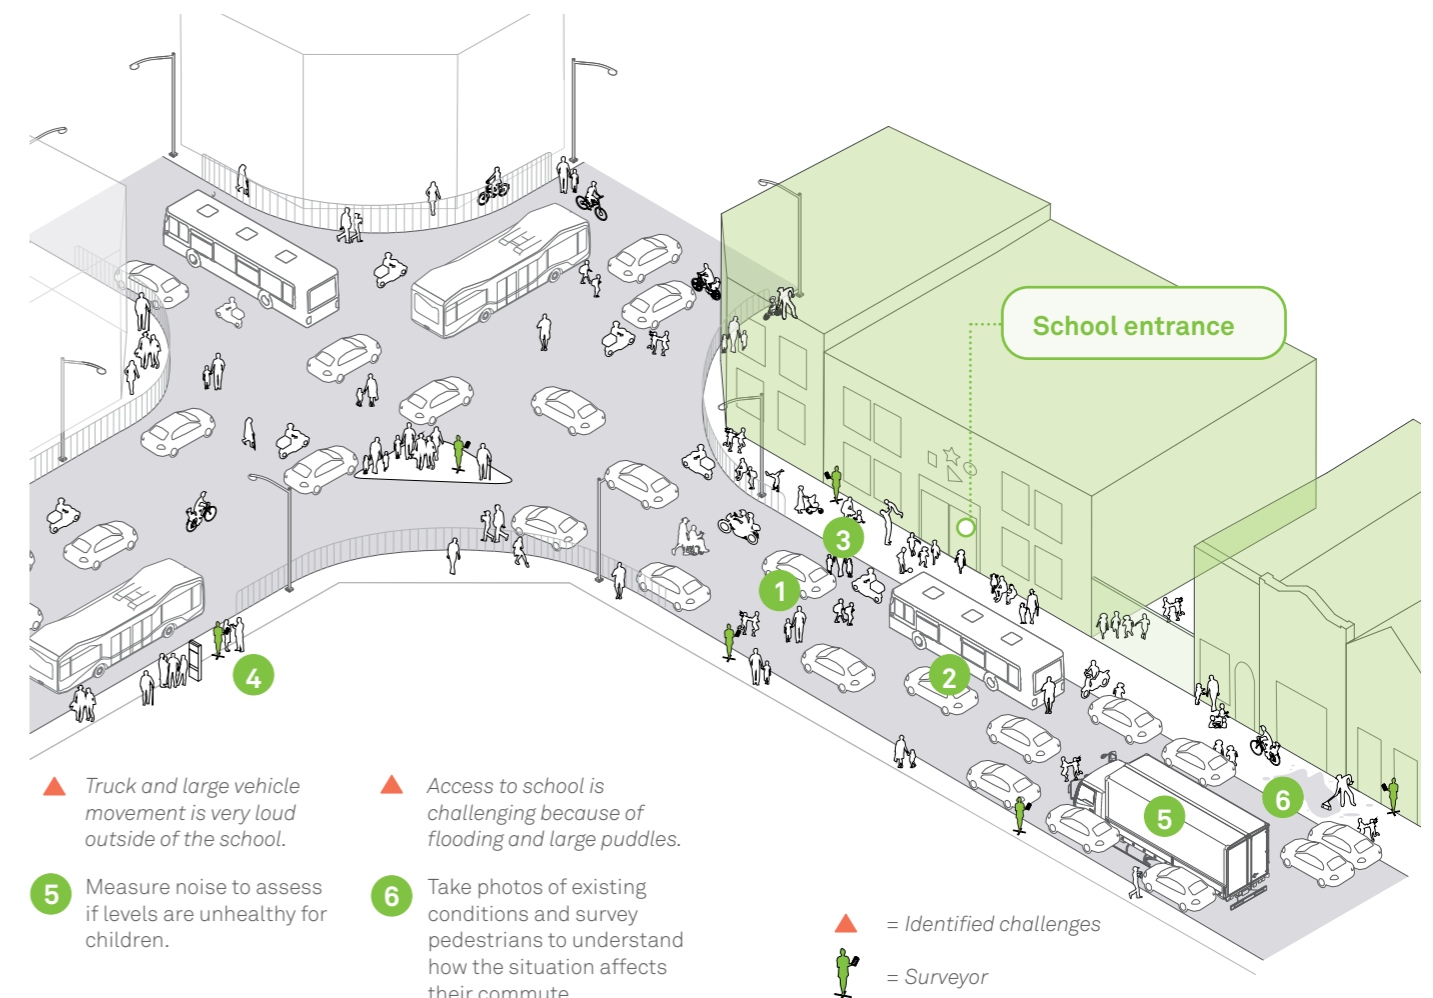 School entrance
3
1
2
4
5
6
Truck and large vehicle
movement is very loud
outside of the school.
5
Measure noise to assess
if levels are unhealthy for
children.
Access to school is
challenging because of
flooding and large puddles.
6
Take photos of existing
conditions and survey
pedestrians to understand
how the situation affects
their commute
= Identified challenges
= Surveyor